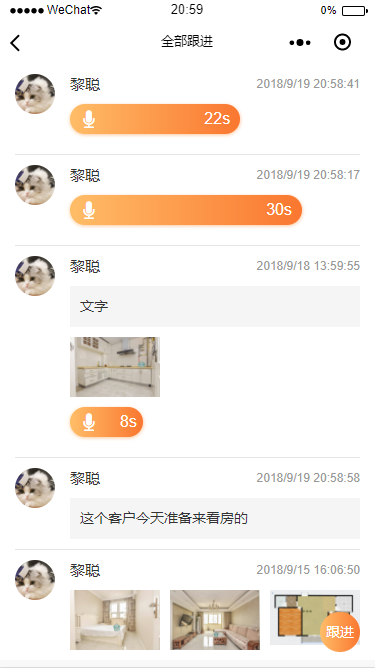 ●●●●● WeChat 20:59 0%
全部跟进
黎聪 2018/9/19 20:58:41
22s
黎聪 2018/9/19 20:58:17
30s
黎聪 2018/9/18 13:59:55
文字
8s
黎聪 2018/9/19 20:58:58
这个客户今天准备来看房的
黎聪 2018/9/15 16:06:50
跟进